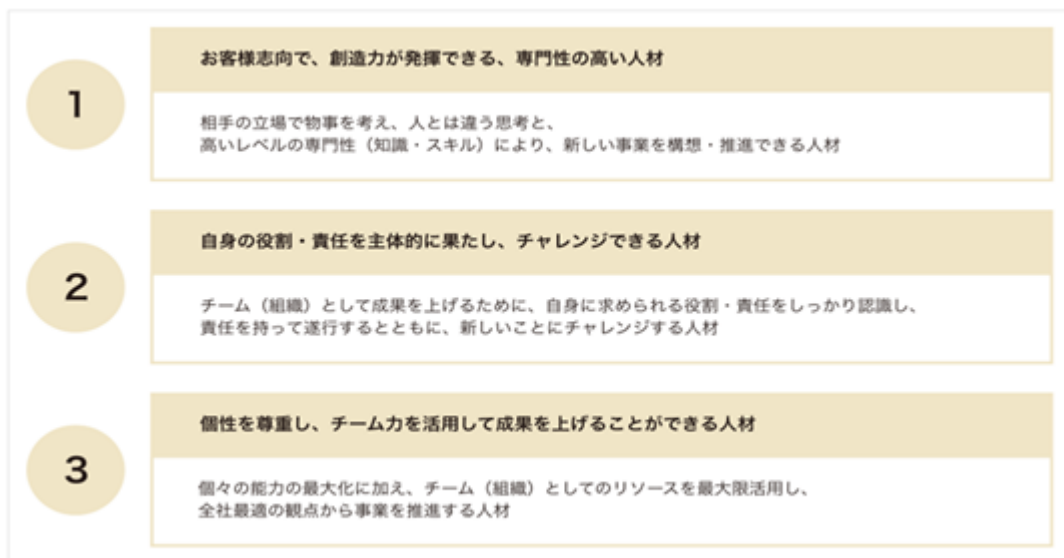 1
お客様志向で、創造力が発揮できる、専門性の高い人材
相手の立場で物事を考え、人とは違う思考と、
高いレベルの専門性（知識・スキル）により、新しい事業を構想・推進できる人材
2
自身の役割・責任を主体的に果たし、チャレンジできる人材
チーム（組織）として成果を上げるために、自身に求められる役割・責任をしっかり認識し、
責任を持って遂行するとともに、新しいことにチャレンジする人材
3
個性を尊重し、チーム力を活用して成果を上げることができる人材
個々の能力の最大化に加え、チーム（組織）としてのリソースを最大限活用し、
全社最適の観点から事業を推進する人材